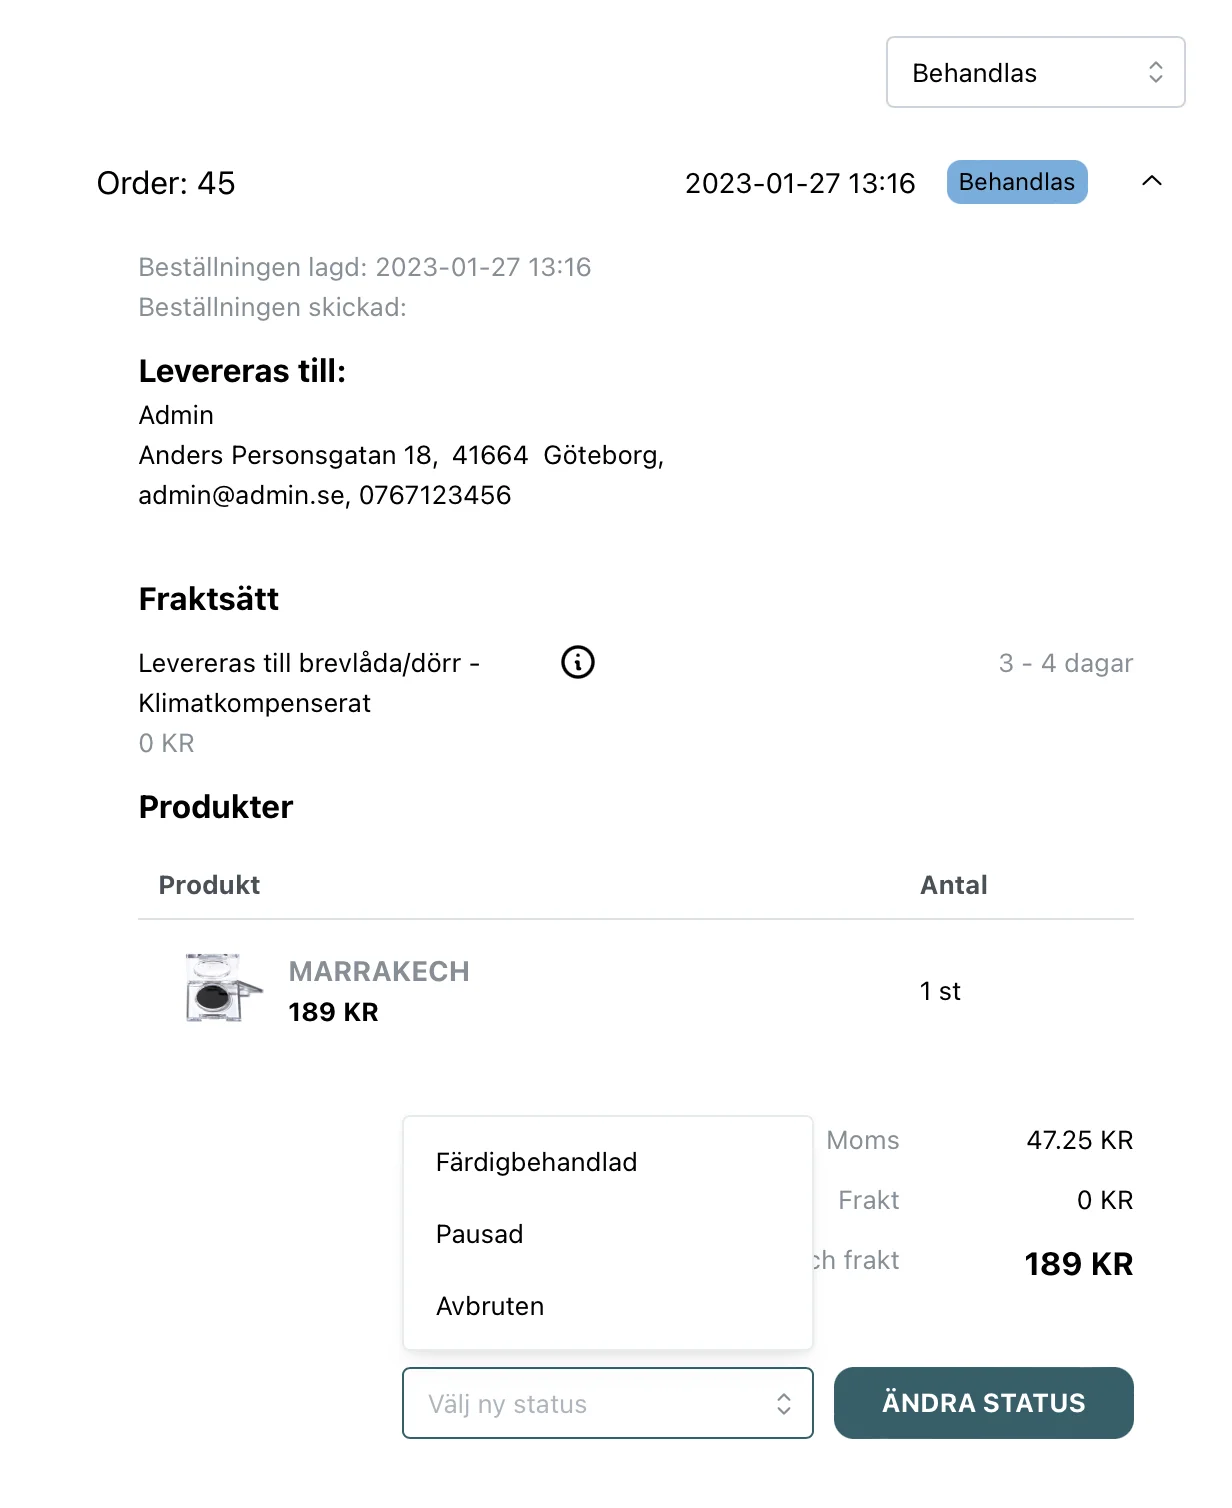 Behandlas
Order: 45 2023-01-27 13:16 Behandlas
Beställningen lagd: 2023-01-27 13:16
Beställningen skickad:
Levereras till:
Admin
Anders Personsgatan 18, 41664 Göteborg,
admin@admin.se, 0767123456
Fraktsätt
Levereras till brevlåda/dörr - 3 - 4 dagar
Klimatkompenserat
0 KR
Produkter
Produkt Antal
MARRAKECH
189 KR
1 st
Färdigbehandlad
Pausad
Avbruten
Moms 47.25 KR
Frakt 0 KR
frakt 189 KR
Välj ny status ÄNDRA STATUS